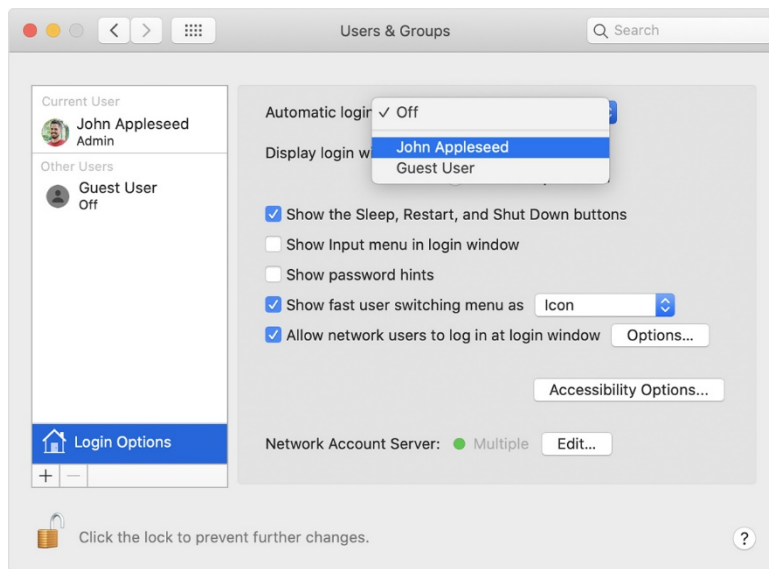 Users & Groups
Search
Current User
John Appleseed
Admin
Other Users
Guest User
Off
Login Options
+ −
Automatic login
✓ Off
John Appleseed
Guest User
Display login w
Show the Sleep, Restart, and Shut Down buttons
Show Input menu in login window
Show password hints
Show fast user switching menu as Icon
Allow network users to log in at login window Options...
Accessibility Options...
Network Account Server: Multiple Edit...
Click the lock to prevent further changes.
?